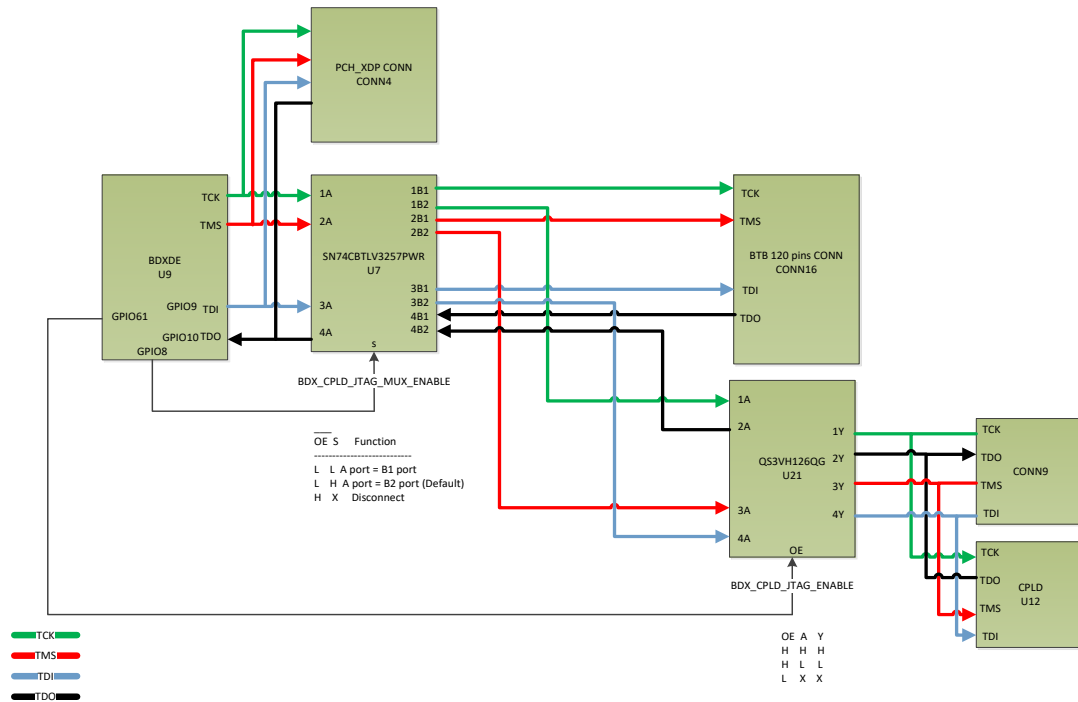 PCH_XDP CONN
CONN4
BDXDE
U9
TCK
TMS
GPIO9 TDI
GPIO61
GPIO10 TDO
GPIO8
1A
2A
3A
4A
SN74CBTLV3257PWR
U7
1B1
1B2
2B1
2B2
3B1
3B2
4B1
4B2
s
BDX_CPLD_JTAG_MUX_ENABLE
OE S Function
----------------------------
L L A port = B1 port
L H A port = B2 port (Default)
H X Disconnect
TCK
TMS
BTB 120 pins CONN
CONN16
TDI
TDO
1A
2A
3A
4A
QS3VH126QG
U21
1Y
2Y
3Y
4Y
OE
BDX_CPLD_JTAG_ENABLE
TCK
TDO
CONN9
TMS
TDI
TCK
TDO
CPLD
U12
TMS
TDI
OE A Y
H H H
H L L
L X X
TCK
TMS
TDI
TDO